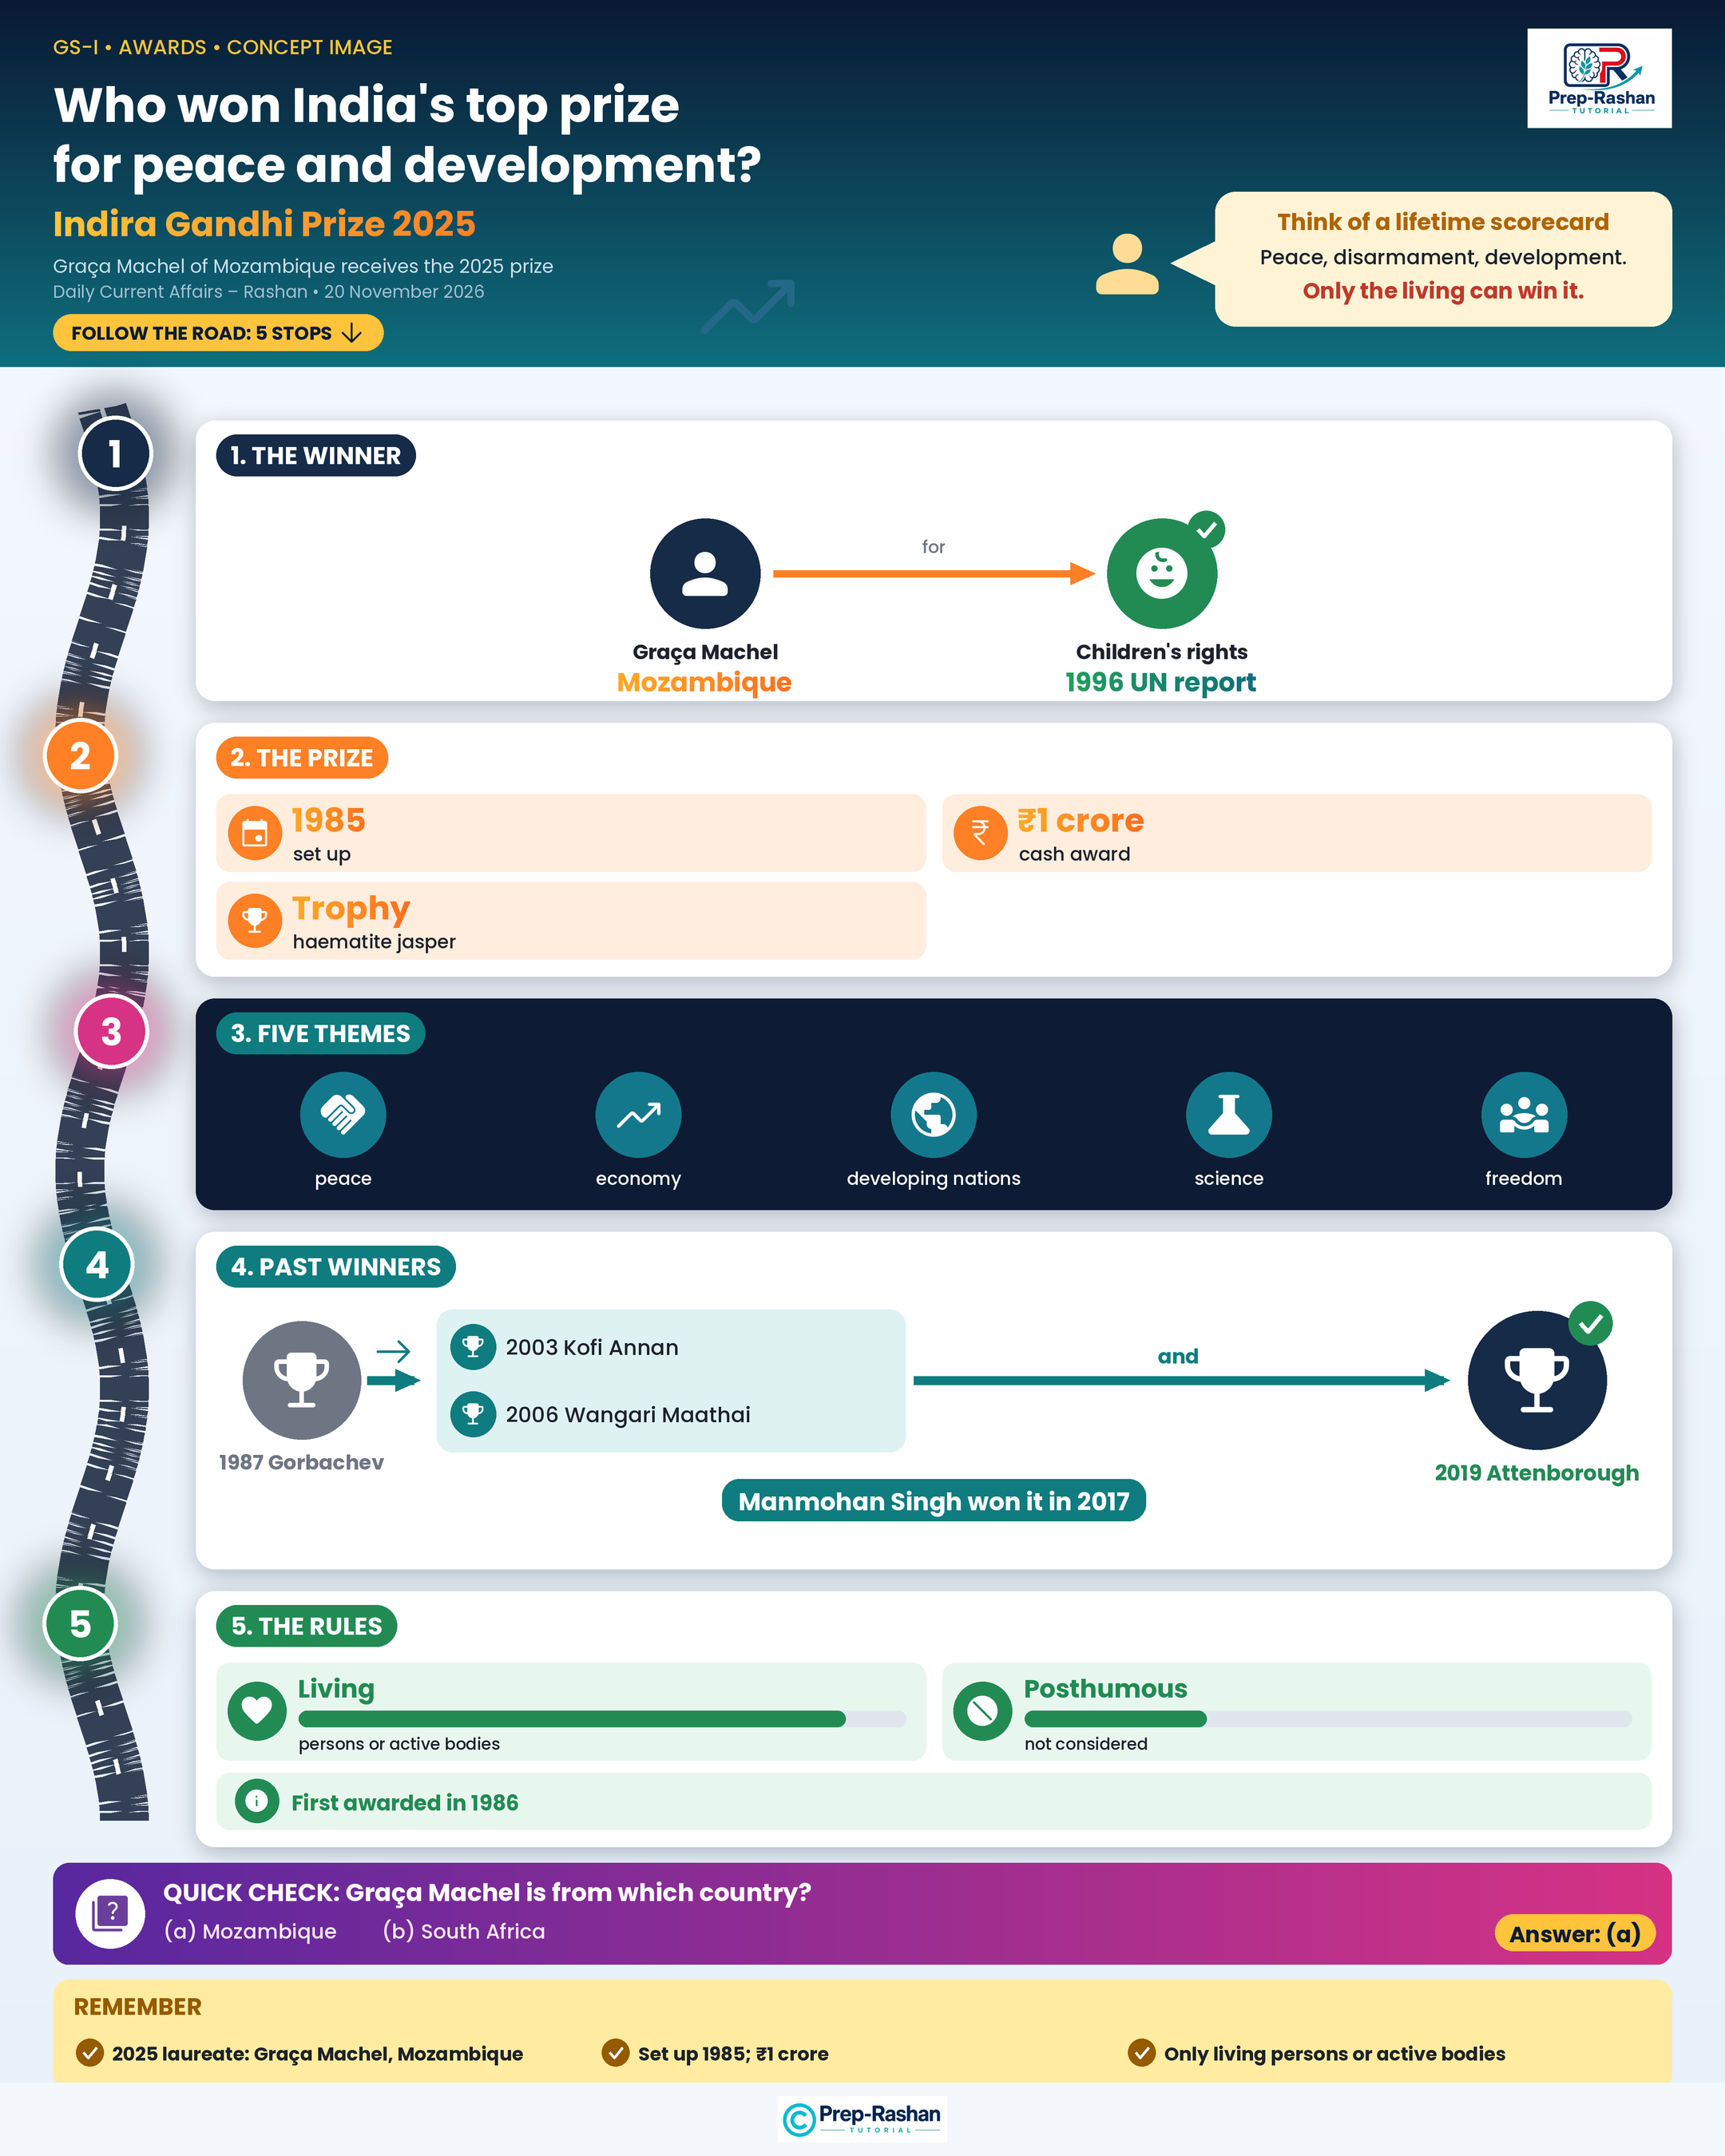 GS-I • AWARDS • CONCEPT IMAGE
Who won India's top prize
for peace and development?
Indira Gandhi Prize 2025
Graça Machel of Mozambique receives the 2025 prize
Daily Current Affairs – Rashan • 20 November 2026
FOLLOW THE ROAD: 5 STOPS
Prep-Rashan
TUTORIAL
Think of a lifetime scorecard
Peace, disarmament, development.
Only the living can win it.
1
1. THE WINNER
for
Graça Machel
Mozambique
Children's rights
1996 UN report
2
2. THE PRIZE
1985
set up
₹1 crore
cash award
Trophy
haematite jasper
3
3. FIVE THEMES
peace
economy
developing nations
science
freedom
4
4. PAST WINNERS
1987 Gorbachev
2003 Kofi Annan
2006 Wangari Maathai
and
2019 Attenborough
Manmohan Singh won it in 2017
5
5. THE RULES
Living
persons or active bodies
Posthumous
not considered
First awarded in 1986
QUICK CHECK: Graça Machel is from which country?
(a) Mozambique (b) South Africa
Answer: (a)
REMEMBER
2025 laureate: Graça Machel, Mozambique
Set up 1985; ₹1 crore
Only living persons or active bodies
© Prep-Rashan
TUTORIAL